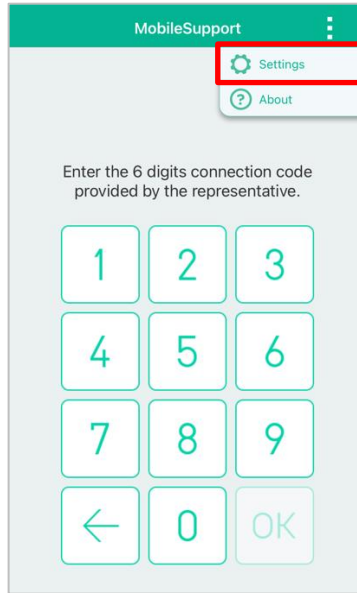 MobileSupport
Settings
About
Enter the 6 digits connection code
provided by the representative.
1 2 3
4 5 6
7 8 9
0 OK